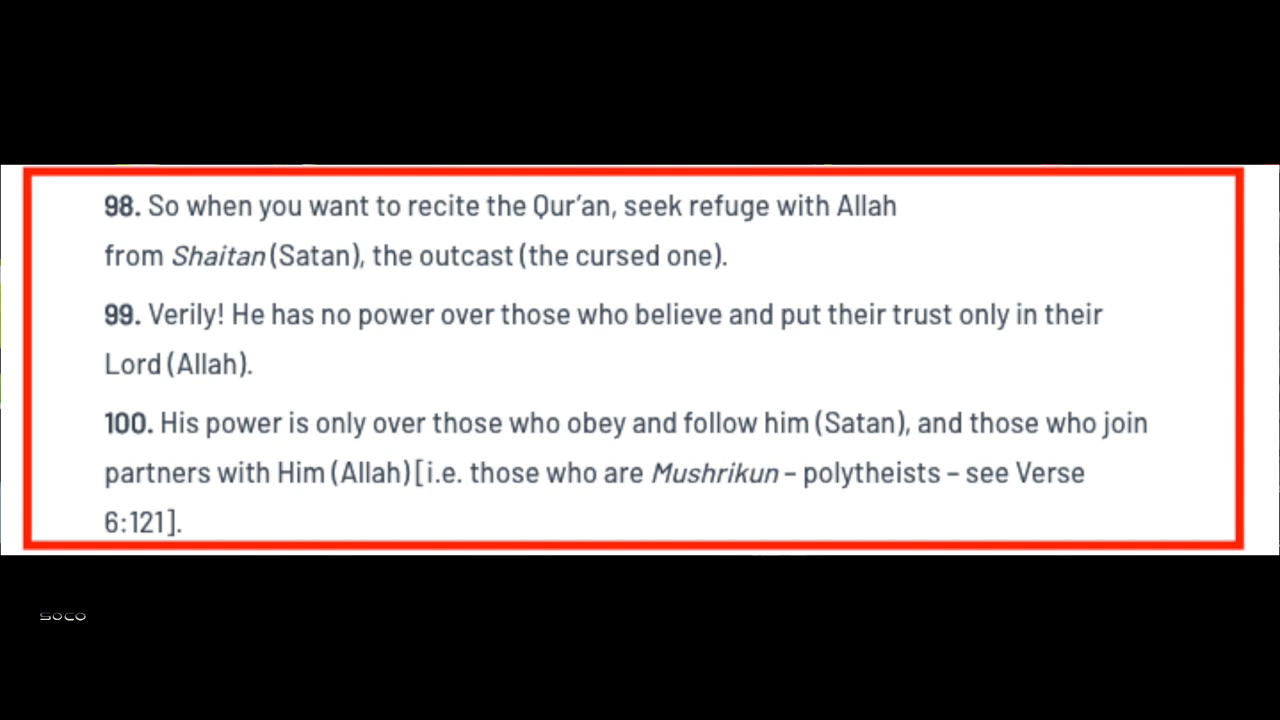 98. So when you want to recite the Qur’an, seek refuge with Allah
from Shaitan (Satan), the outcast (the cursed one).
99. Verily! He has no power over those who believe and put their trust only in their
Lord (Allah).
100. His power is only over those who obey and follow him (Satan), and those who join
partners with Him (Allah) [i.e. those who are Mushrikun – polytheists – see Verse
6:121].
SOCO